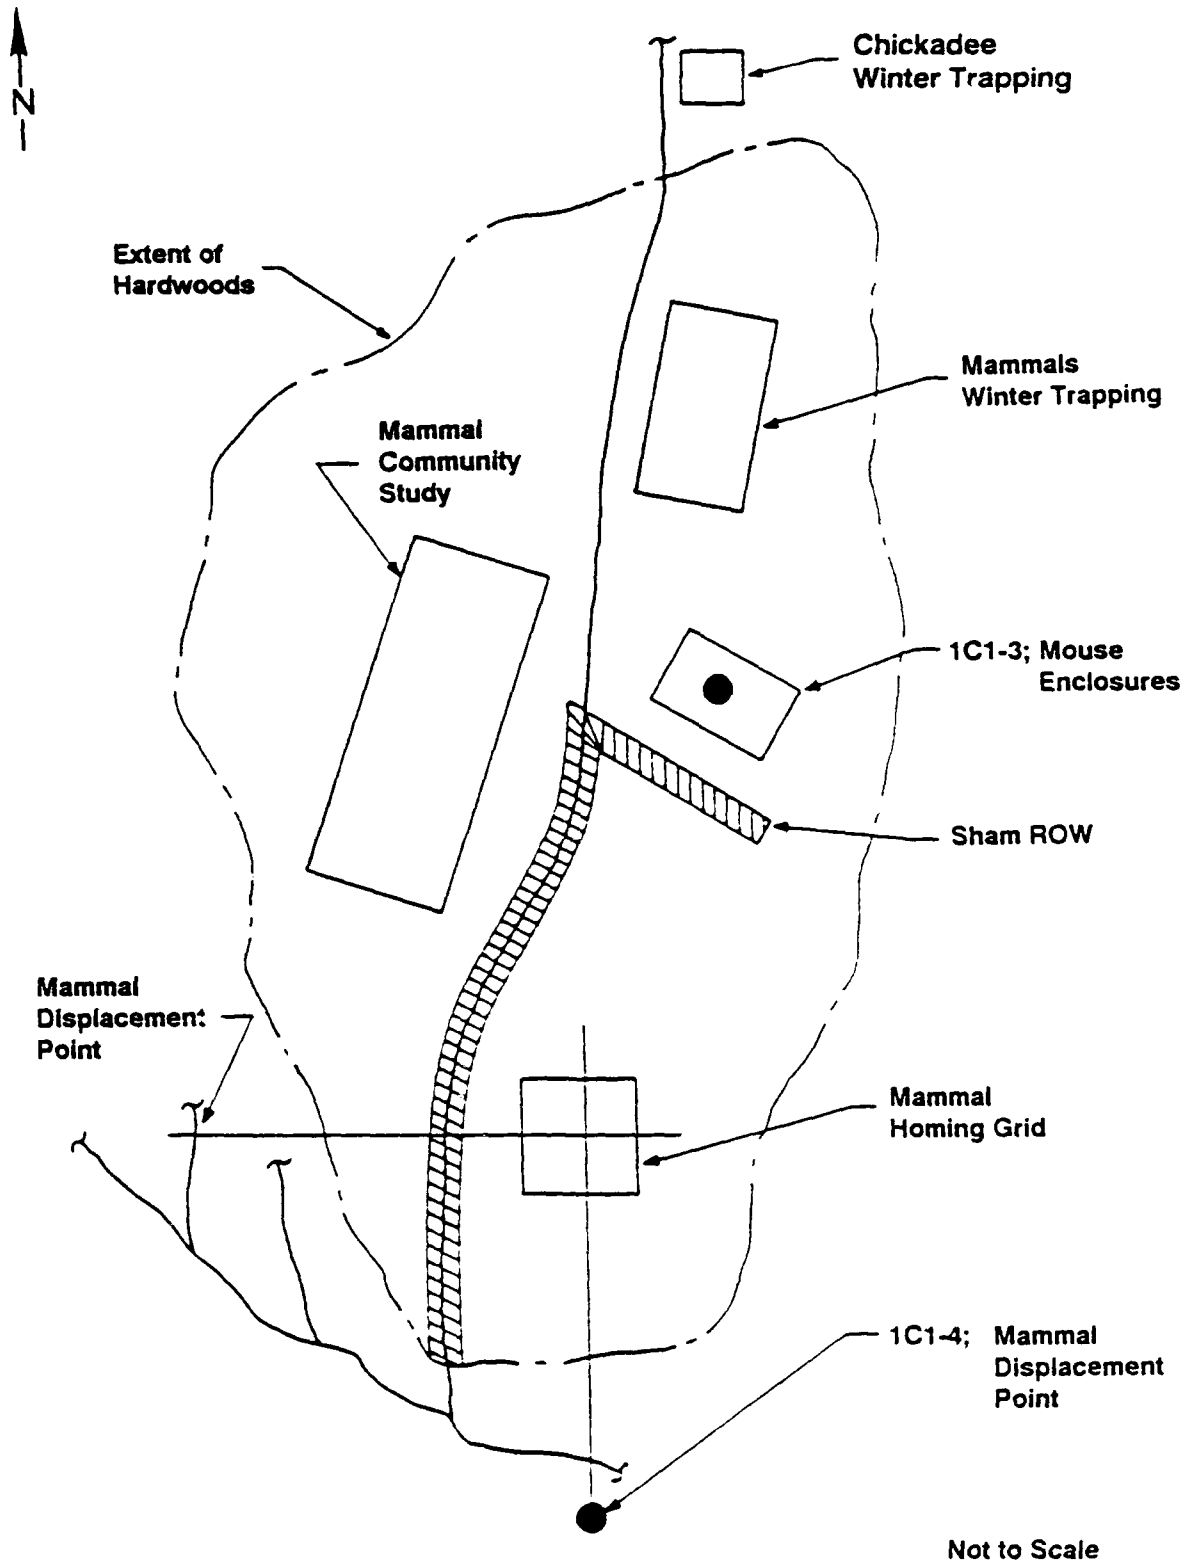 N
Chickadee
Winter Trapping
Extent of
Hardwoods
Mammals
Winter Trapping
Mammal
Community
Study
1C1-3; Mouse
Enclosures
Sham ROW
Mammal
Displacement
Point
Mammal
Homing Grid
1C1-4; Mammal
Displacement
Point
Not to Scale